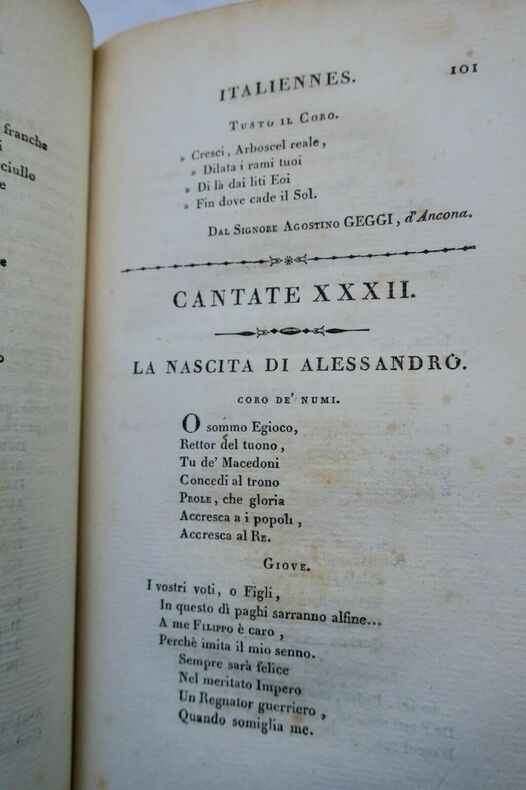 franche
i
ciullo
e
e
o
ITALIENNES. 101
TUSTO IL CORO.
» Cresci, Arboscel reale,
» Dilata i rami tuoi
» Di là dai liti Eoi
» Fin dove cade il Sol.
DAL SIGNORE AGOSTINO GEGGI, d'Ancona.
CANTATE XXXII.
LA NASCITA DI ALESSANDRO.
CORO DE' NUMI.
O sommo Egioco,
Rettor del tuono,
Tu de' Macedoni
Concedi al trono
PROLE, che gloria
Accresca a i popoli,
Accresca al RE.
GIOVE.
I vostri voti, o Figli,
In questo dì paghi sarranno alfine...
A me FILIPPO è caro,
Perchè imita il mio senno.
Sempre sarà felice
Nel meritato Impero
Un Regnator guerriero,
Quando somiglia me.